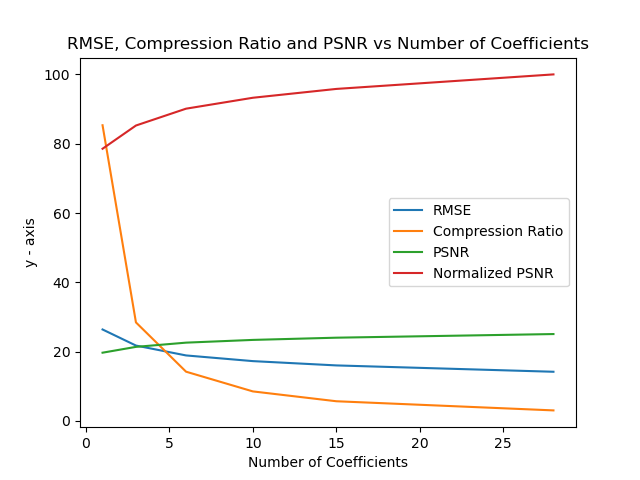 RMSE, Compression Ratio and PSNR vs Number of Coefficients
100
80
60
40
20
0
y - axis
RMSE
Compression Ratio
PSNR
Normalized PSNR
0 5 10 15 20 25
Number of Coefficients